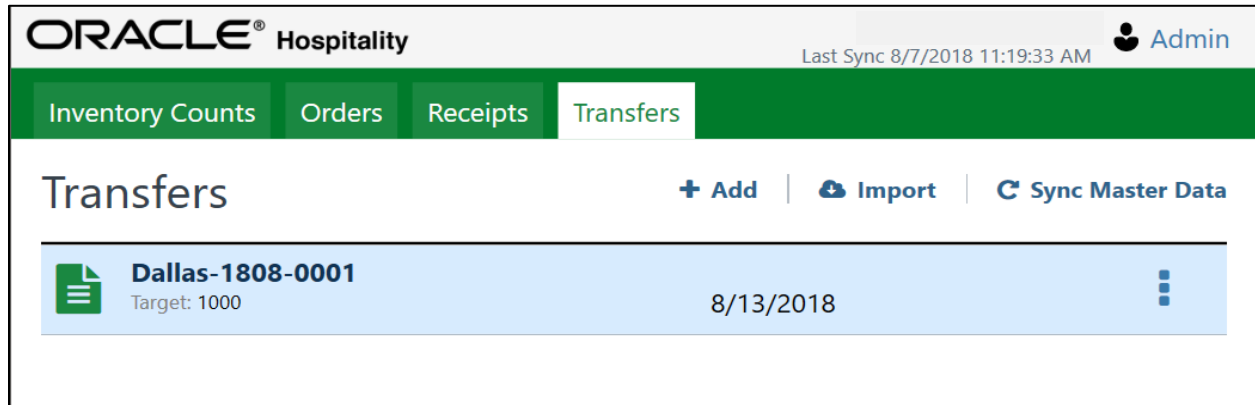 ORACLE® Hospitality
Last Sync 8/7/2018 11:19:33 AM
Admin
Inventory Counts Orders Receipts Transfers
Transfers
Add Import Sync Master Data
Dallas-1808-0001
Target: 1000
8/13/2018